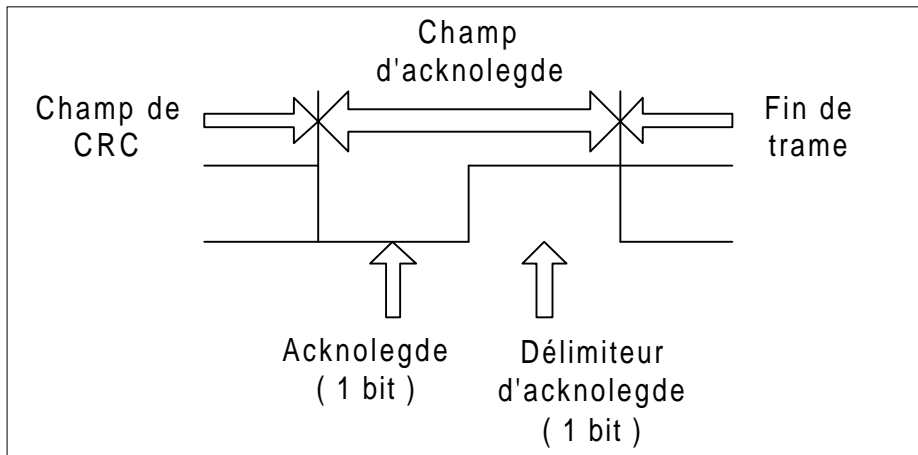 Champ
d'acknolegde
Champ de
CRC
Fin de
trame
Acknolegde
( 1 bit )
Délimiteur
d'acknolegde
( 1 bit )